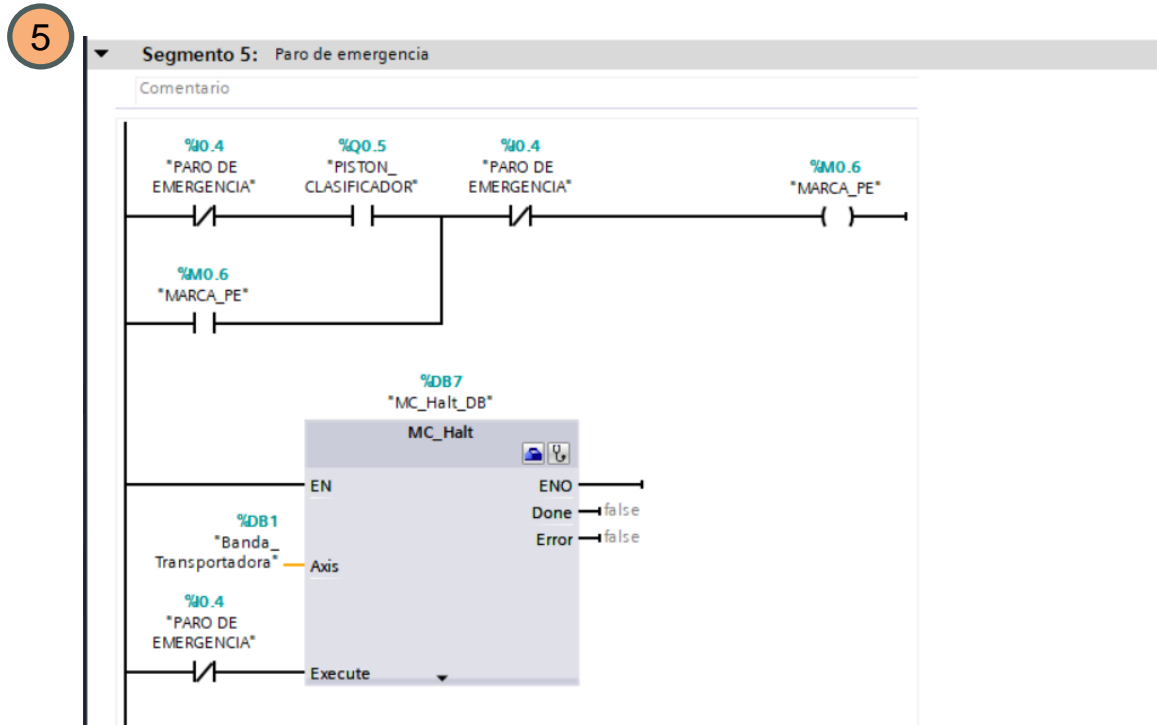 5
Segmento 5: Paro de emergencia
Comentario
%I0.4
"PARO DE
EMERGENCIA"
%Q0.5
"PISTON_
CLASIFICADOR"
%I0.4
"PARO DE
EMERGENCIA"
%M0.6
"MARCA_PE"
%M0.6
"MARCA_PE"
%DB7
"MC_Halt_DB"
MC_Halt
EN
ENO
Done
false
Error
false
%DB1
"Banda_
Transportadora"
Axis
%I0.4
"PARO DE
EMERGENCIA"
Execute